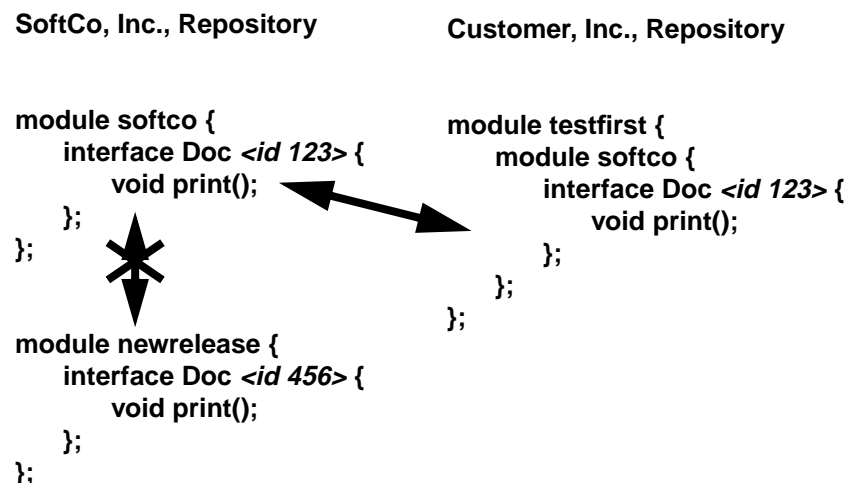 SoftCo, Inc., Repository
module softco {
interface Doc <id 123> {
void print();
};
};
module newrelease {
interface Doc <id 456> {
void print();
};
};
Customer, Inc., Repository
module testfirst {
module softco {
interface Doc <id 123> {
void print();
};
};
};